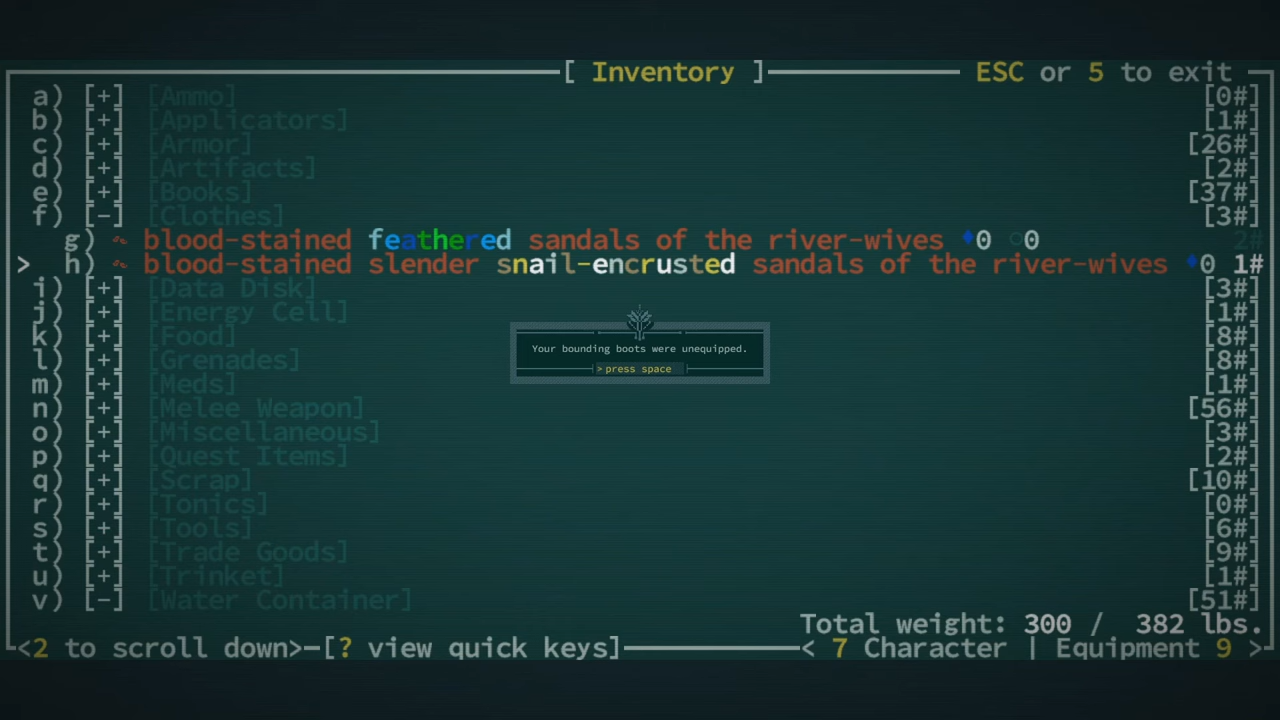 [ Inventory ] ESC or 5 to exit
a) [+] [Ammo] [0#]
b) [+] [Applicators] [1#]
c) [+] [Armor] [26#]
d) [+] [Artifacts] [2#]
e) [+] [Books] [37#]
f) [-] [Clothes] [3#]
g) blood-stained feathered sandals of the river-wives ♦0 ○0 2#
> h) blood-stained slender snail-encrusted sandals of the river-wives ♦0 1#
i) [+] [Data Disk] [3#]
j) [+] [Energy Cell] [1#]
k) [+] [Food] [8#]
l) [+] [Grenades] [8#]
m) [+] [Meds] [1#]
n) [+] [Melee Weapon] [56#]
o) [+] [Miscellaneous] [3#]
p) [+] [Quest Items] [2#]
q) [+] [Scrap] [10#]
r) [+] [Tonics] [0#]
s) [+] [Tools] [6#]
t) [+] [Trade Goods] [9#]
u) [+] [Trinket] [1#]
v) [-] [Water Container] [51#]
Your bounding boots were unequipped.
> press space
Total weight: 300 / 382 lbs.
<2 to scroll down> [? view quick keys] < 7 Character | Equipment 9 >